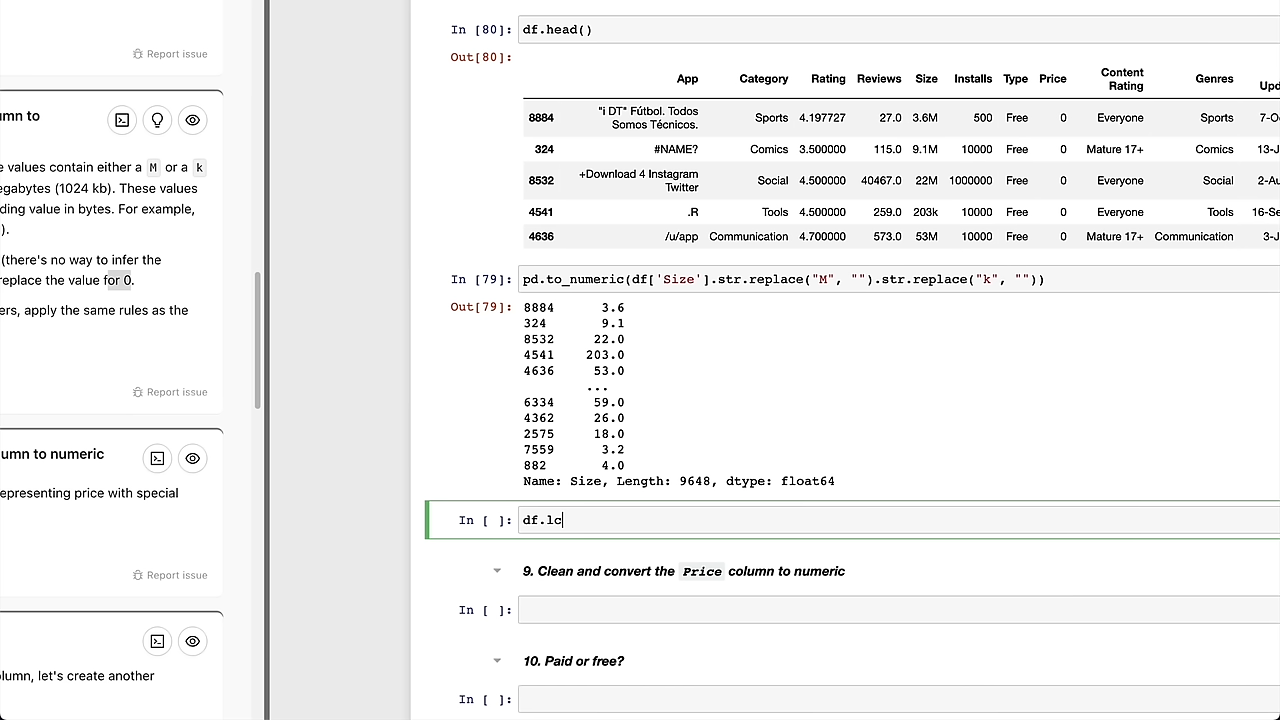 Report issue
umn to
e values contain either a M or a k
egabytes (1024 kb). These values
ding value in bytes. For example,
).
(there's no way to infer the
replace the value for 0.
ers, apply the same rules as the
Report issue
umn to numeric
epresenting price with special
Report issue
lumn, let's create another
In [80]: df.head()
Out[80]:
App Category Rating Reviews Size Installs Type Price Content Rating Genres Upd
8884 "i DT" Fútbol. Todos Somos Técnicos. Sports 4.197727 27.0 3.6M 500 Free 0 Everyone Sports 7-O
324 #NAME? Comics 3.500000 115.0 9.1M 10000 Free 0 Mature 17+ Comics 13-J
8532 +Download 4 Instagram Twitter Social 4.500000 40467.0 22M 1000000 Free 0 Everyone Social 2-Au
4541 .R Tools 4.500000 259.0 203k 10000 Free 0 Everyone Tools 16-Se
4636 /u/app Communication 4.700000 573.0 53M 10000 Free 0 Mature 17+ Communication 3-J
In [79]: pd.to_numeric(df['Size'].str.replace("M", "").str.replace("k", ""))
Out[79]: 8884 3.6
324 9.1
8532 22.0
4541 203.0
4636 53.0
...
6334 59.0
4362 26.0
2575 18.0
7559 3.2
882 4.0
Name: Size, Length: 9648, dtype: float64
In [ ]: df.lc
9. Clean and convert the Price column to numeric
In [ ]:
10. Paid or free?
In [ ]: